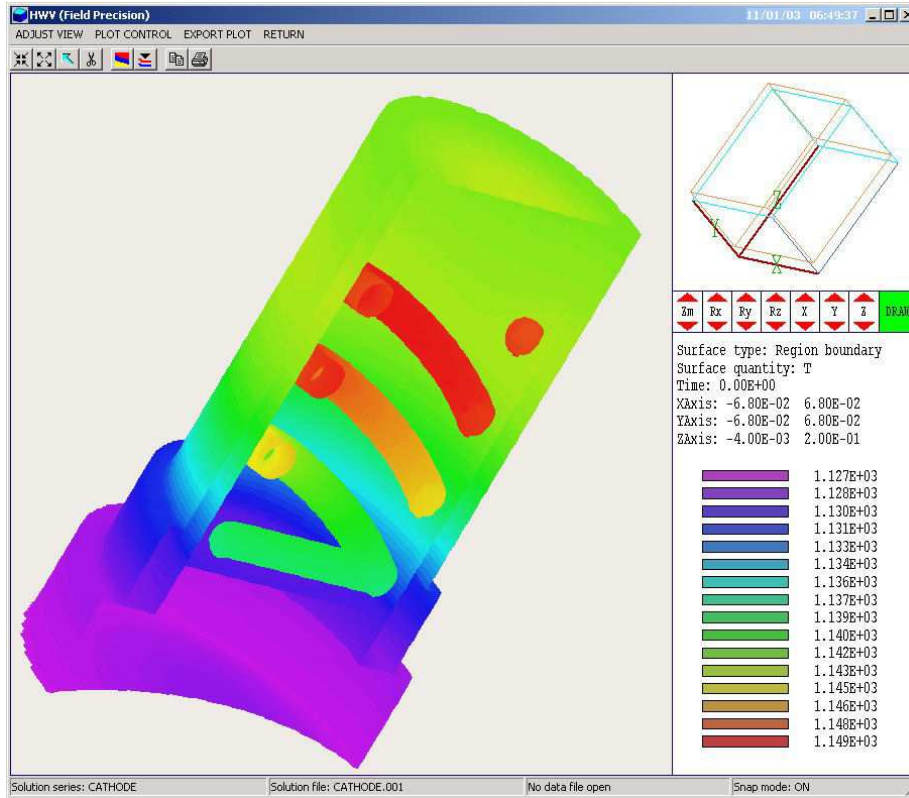 HWV (Field Precision)
11/01/03 06:49:37
ADJUST VIEW PLOT CONTROL EXPORT PLOT RETURN
Z
Y
X
Zm Rx Ry Rz X Y Z DRAW
Surface type: Region boundary
Surface quantity: T
Time: 0.00E+00
XAxis: -6.80E-02 6.80E-02
YAxis: -6.80E-02 6.80E-02
ZAxis: -4.00E-03 2.00E-01
1.127E+03
1.128E+03
1.130E+03
1.131E+03
1.133E+03
1.134E+03
1.136E+03
1.137E+03
1.139E+03
1.140E+03
1.142E+03
1.143E+03
1.145E+03
1.146E+03
1.148E+03
1.149E+03
Solution series: CATHODE
Solution file: CATHODE.001
No data file open
Snap mode: ON